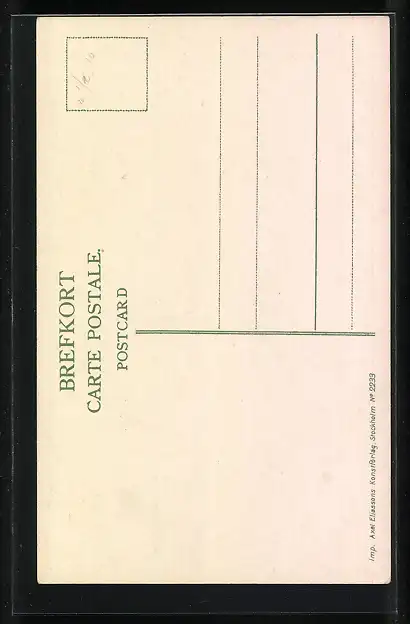 BREFKORT
CARTE POSTALE.
POSTCARD
Imp. Axel Eliassons Konstförlag, Stockholm Nº 2233